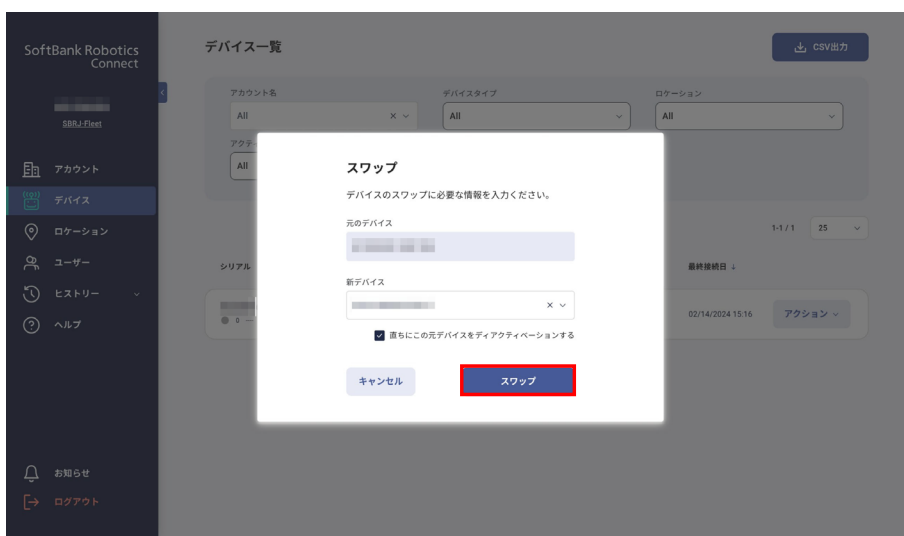 SoftBank Robotics
Connect
SBRJ-Fleet
アカウント
デバイス
ロケーション
ユーザー
ヒストリー
ヘルプ
お知らせ
ログアウト
デバイス一覧
CSV出力
アカウント名
デバイスタイプ
ロケーション
All
All
All
アクテ
All
1-1 / 1
25
シリアル
最終接続日 ↓
0
02/14/2024 15:16
アクション
スワップ
デバイスのスワップに必要な情報を入力ください。
元のデバイス
新デバイス
直ちにこの元デバイスをディアクティベーションする
キャンセル
スワップ